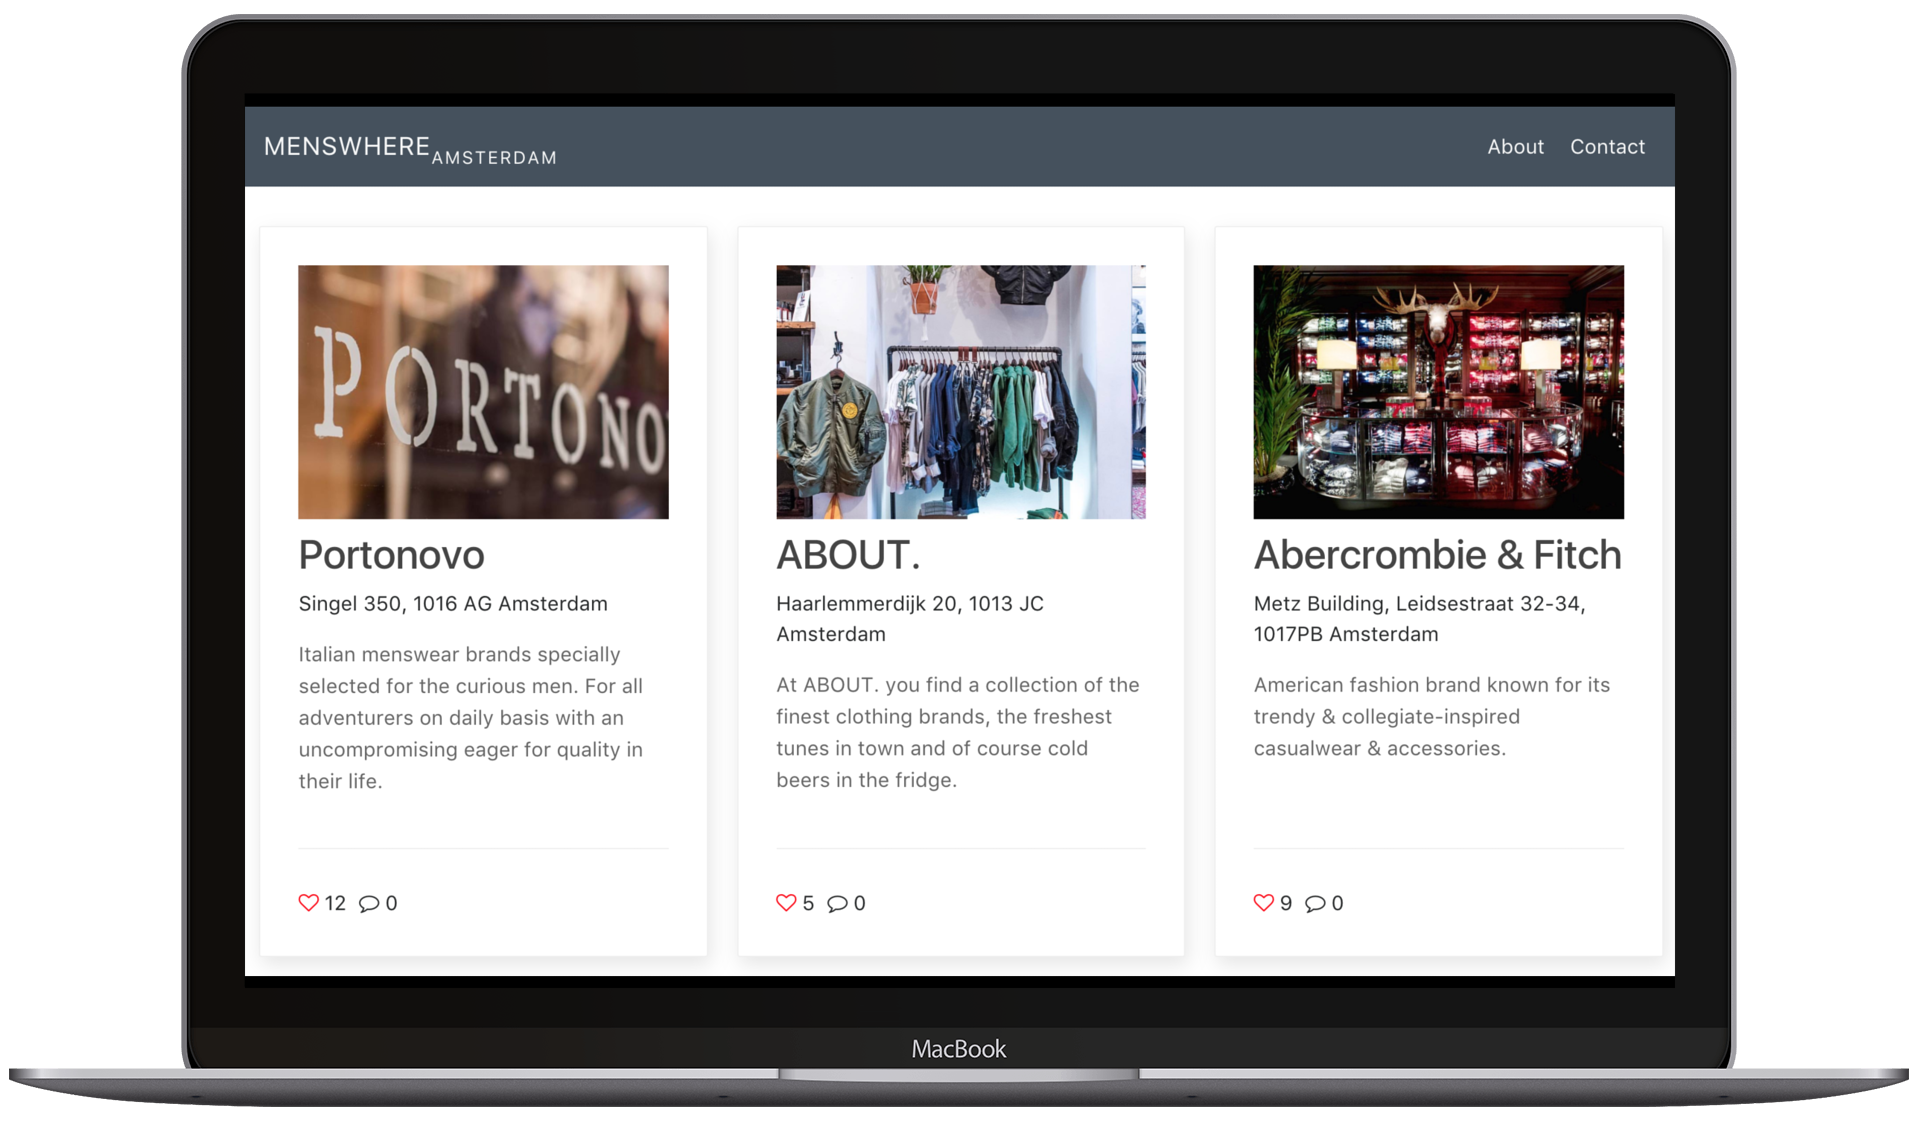 MENSWHERE AMSTERDAM
About Contact
PORTONO
Portonovo
Singel 350, 1016 AG Amsterdam
Italian menswear brands specially
selected for the curious men. For all
adventurers on daily basis with an
uncompromising eager for quality in
their life.
12 0
ABOUT.
Haarlemmerdijk 20, 1013 JC
Amsterdam
At ABOUT. you find a collection of the
finest clothing brands, the freshest
tunes in town and of course cold
beers in the fridge.
5 0
Abercrombie & Fitch
Metz Building, Leidsestraat 32-34,
1017PB Amsterdam
American fashion brand known for its
trendy & collegiate-inspired
casualwear & accessories.
9 0
MacBook